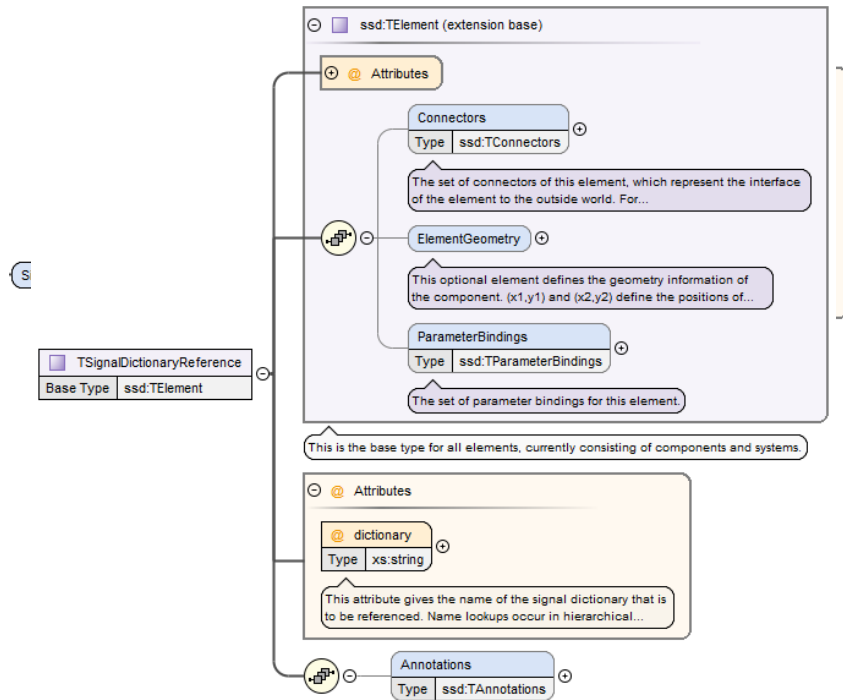 ssd:TElement (extension base)
@ Attributes
Connectors
Type ssd:TConnectors
The set of connectors of this element, which represent the interface
of the element to the outside world. For...
ElementGeometry
This optional element defines the geometry information of
the component. (x1,y1) and (x2,y2) define the positions of...
ParameterBindings
Type ssd:TParameterBindings
The set of parameter bindings for this element.
TSignalDictionaryReference
Base Type ssd:TElement
This is the base type for all elements, currently consisting of components and systems.
@ Attributes
@ dictionary
Type xs:string
This attribute gives the name of the signal dictionary that is
to be referenced. Name lookups occur in hierarchical...
Annotations
Type ssd:TAnnotations